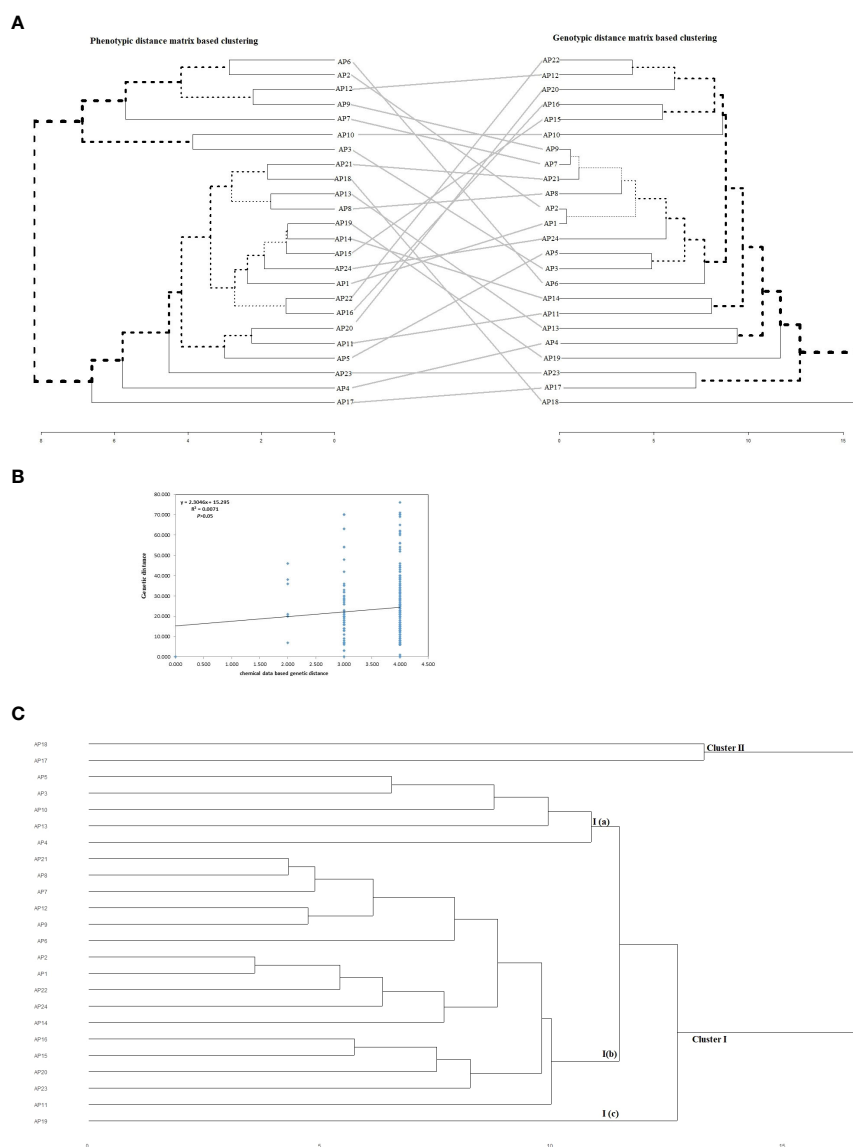 A
Phenotypic distance matrix based clustering
Genotypic distance matrix based clustering
AP6
AP2
AP12
AP9
AP7
AP10
AP3
AP21
AP18
AP13
AP8
AP19
AP14
AP15
AP24
AP1
AP22
AP16
AP20
AP11
AP5
AP23
AP4
AP17
AP22
AP12
AP20
AP16
AP15
AP10
AP9
AP7
AP21
AP8
AP2
AP1
AP24
AP5
AP3
AP6
AP14
AP11
AP13
AP4
AP19
AP23
AP17
AP18
8 6 4 2 0
0 5 10 15
B
y = 2.3046x + 15.295
R² = 0.0071
P>0.05
80.000
70.000
60.000
50.000
40.000
30.000
20.000
10.000
0.000
Genetic distance
0.000 0.500 1.000 1.500 2.000 2.500 3.000 3.500 4.000 4.500
chemical data based genetic distance
C
AP18
AP17
AP5
AP3
AP10
AP13
AP4
AP21
AP8
AP7
AP12
AP9
AP6
AP2
AP1
AP22
AP24
AP14
AP16
AP15
AP20
AP23
AP11
AP19
Cluster II
I (a)
Cluster I
I(b)
I (c)
0 5 10 15